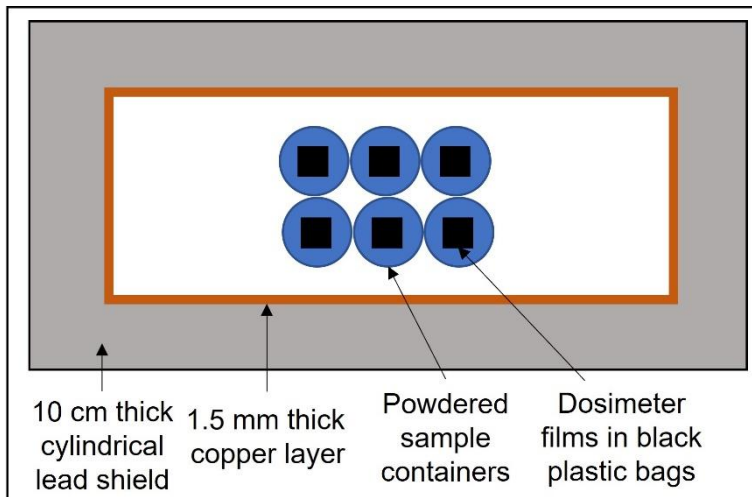 10 cm thick
cylindrical
lead shield
1.5 mm thick
copper layer
Powdered
sample
containers
Dosimeter
films in black
plastic bags